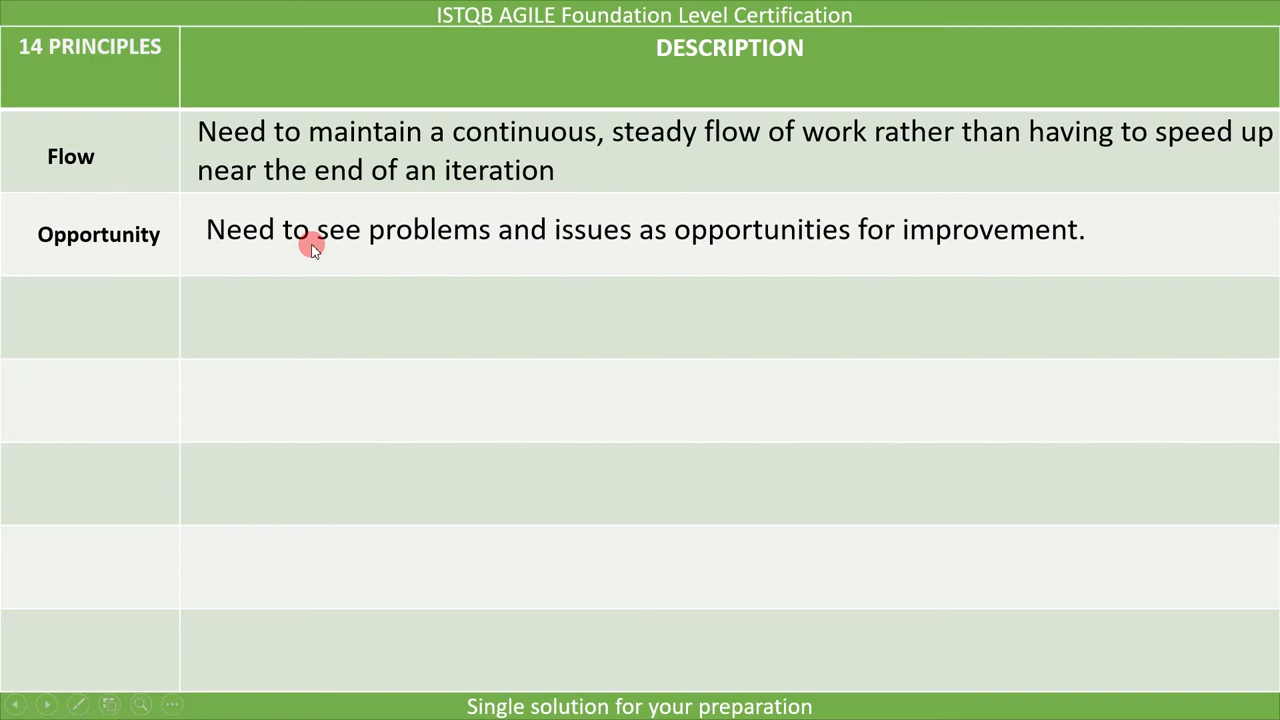 ISTQB AGILE Foundation Level Certification
14 PRINCIPLES
DESCRIPTION
Flow
Need to maintain a continuous, steady flow of work rather than having to speed up
near the end of an iteration
Opportunity
Need to see problems and issues as opportunities for improvement.
Single solution for your preparation